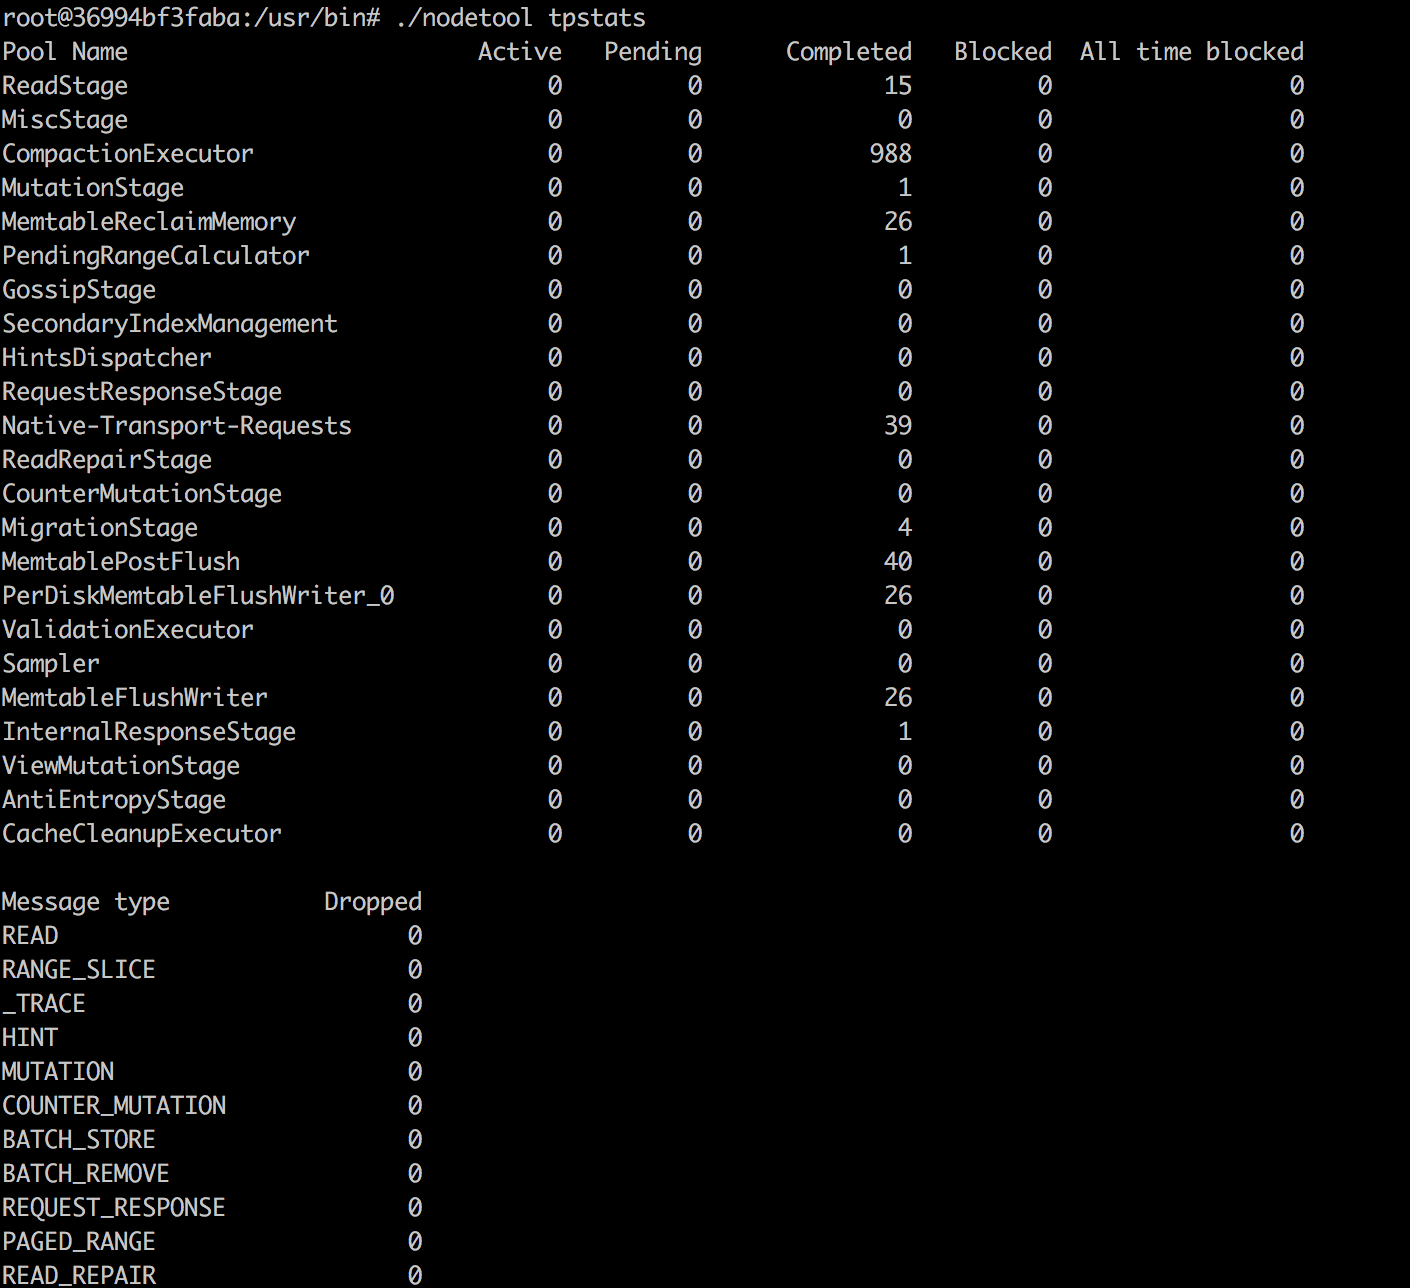 root@36994bf3faba:/usr/bin# ./nodetool tpstats
Pool Name                         Active   Pending      Completed   Blocked  All time blocked
ReadStage                              0         0             15         0                 0
MiscStage                              0         0              0         0                 0
CompactionExecutor                     0         0            988         0                 0
MutationStage                          0         0              1         0                 0
MemtableReclaimMemory                  0         0             26         0                 0
PendingRangeCalculator                 0         0              1         0                 0
GossipStage                            0         0              0         0                 0
SecondaryIndexManagement               0         0              0         0                 0
HintsDispatcher                        0         0              0         0                 0
RequestResponseStage                   0         0              0         0                 0
Native-Transport-Requests              0         0             39         0                 0
ReadRepairStage                        0         0              0         0                 0
CounterMutationStage                   0         0              0         0                 0
MigrationStage                         0         0              4         0                 0
MemtablePostFlush                      0         0             40         0                 0
PerDiskMemtableFlushWriter_0           0         0             26         0                 0
ValidationExecutor                     0         0              0         0                 0
Sampler                                0         0              0         0                 0
MemtableFlushWriter                    0         0             26         0                 0
InternalResponseStage                  0         0              1         0                 0
ViewMutationStage                      0         0              0         0                 0
AntiEntropyStage                       0         0              0         0                 0
CacheCleanupExecutor                   0         0              0         0                 0

Message type           Dropped
READ                         0
RANGE_SLICE                  0
_TRACE                       0
HINT                         0
MUTATION                     0
COUNTER_MUTATION             0
BATCH_STORE                  0
BATCH_REMOVE                 0
REQUEST_RESPONSE             0
PAGED_RANGE                  0
READ_REPAIR                  0